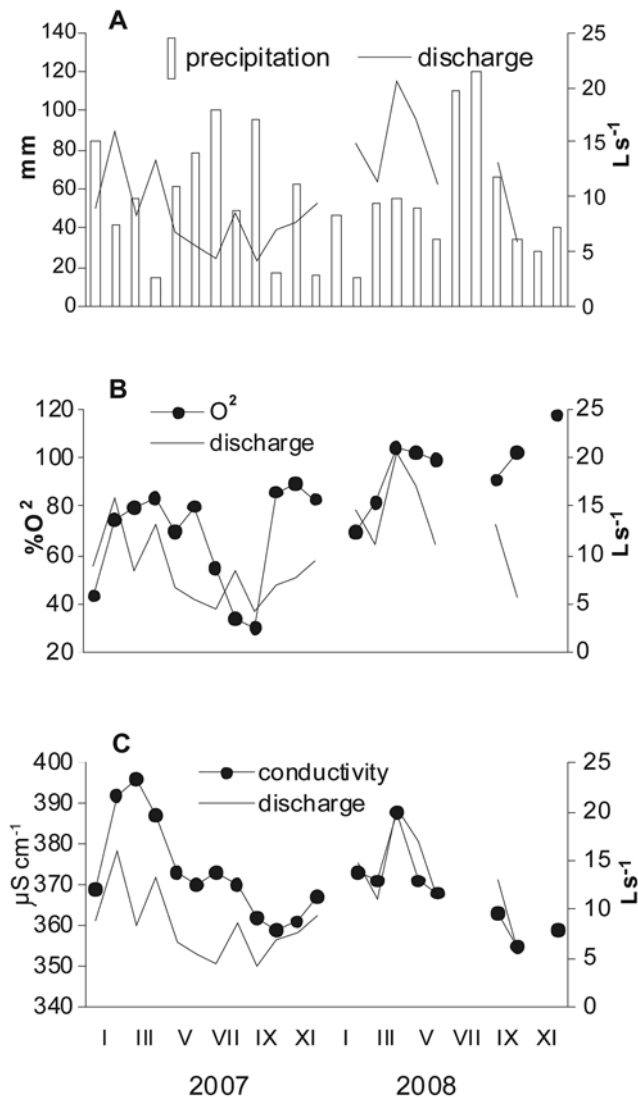 A
precipitation discharge
mm
140
120
100
80
60
40
20
0
25
20
15
10
5
0
Ls-1
B
O2
discharge
%O2
120
100
80
60
40
20
25
20
15
10
5
0
Ls-1
C
conductivity
discharge
µS cm-1
400
390
380
370
360
350
340
25
20
15
10
5
0
Ls-1
I III V VII IX XI I III V VII IX XI
2007 2008